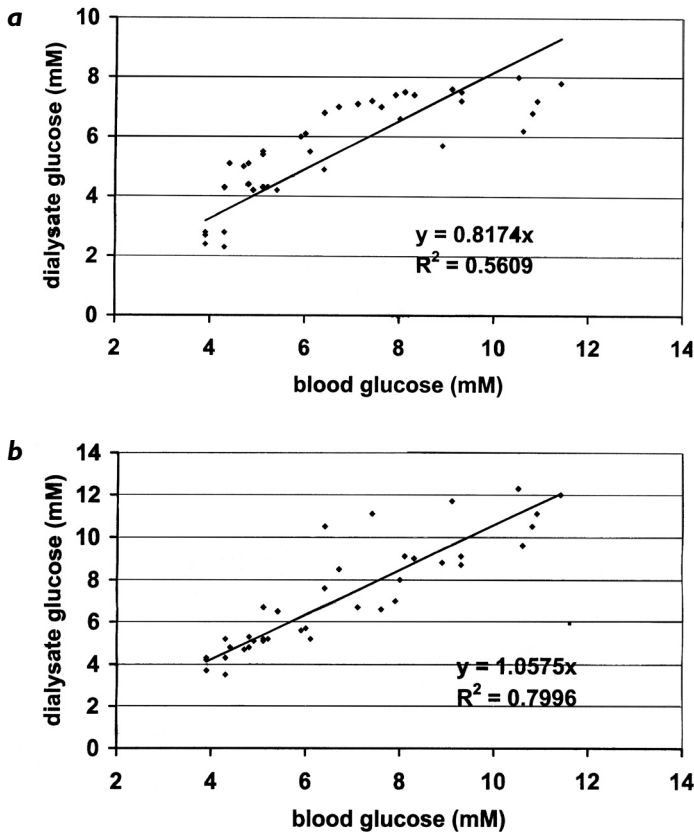 a
10
8
6
4
2
0
dialysate glucose (mM)
y = 0.8174x
R² = 0.5609
2 4 6 8 10 12 14
blood glucose (mM)
b
14
12
10
8
6
4
2
0
dialysate glucose (mM)
y = 1.0575x
R² = 0.7996
2 4 6 8 10 12 14
blood glucose (mM)